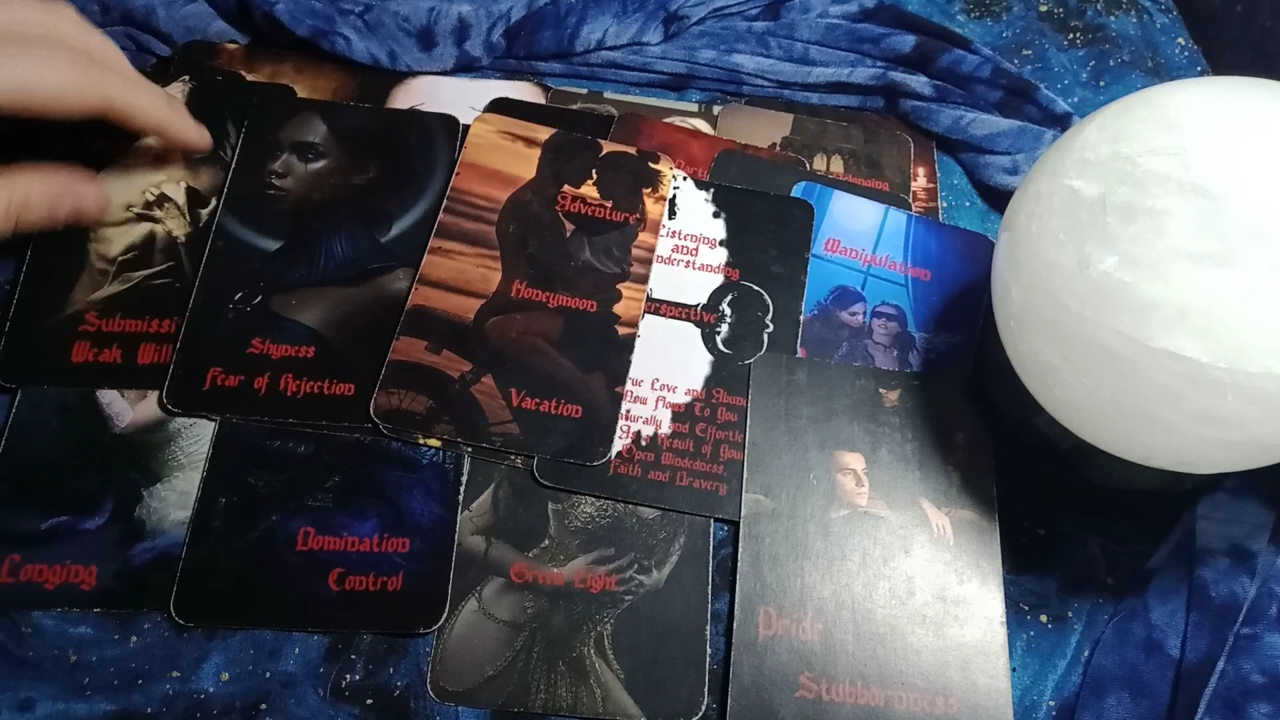 Belonging
Adventure
Honeymoon
Vacation
Listening
and
Understanding
Perspective
True Love and Abun
Now Flows To You
aturally and Effortle
As a Result of Your
Open Mindedness,
Faith and Bravery
Manipulation
Submissi
Weak Will
Shyness
Fear of Rejection
Longing
Domination
Control
Green Light
Pride
Stubbornness